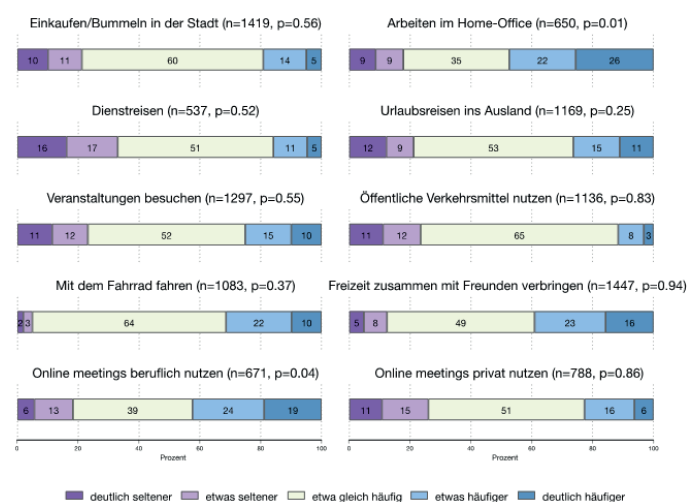 Einkaufen/Bummeln in der Stadt (n=1419, p=0.56)
10 11 60 14 5
Arbeiten im Home-Office (n=650, p=0.01)
9 9 35 22 26
Dienstreisen (n=537, p=0.52)
16 17 51 11 5
Urlaubsreisen ins Ausland (n=1169, p=0.25)
12 9 53 15 11
Veranstaltungen besuchen (n=1297, p=0.55)
11 12 52 15 10
Öffentliche Verkehrsmittel nutzen (n=1136, p=0.83)
11 12 65 8 3
Mit dem Fahrrad fahren (n=1083, p=0.37)
2 3 64 22 10
Freizeit zusammen mit Freunden verbringen (n=1447, p=0.94)
5 8 49 23 16
Online meetings beruflich nutzen (n=671, p=0.04)
6 13 39 24 19
0 20 40 60 80 100
Prozent
Online meetings privat nutzen (n=788, p=0.86)
11 15 51 16 6
0 20 40 60 80 100
Prozent
deutlich seltener etwas seltener etwa gleich häufig etwas häufiger deutlich häufiger